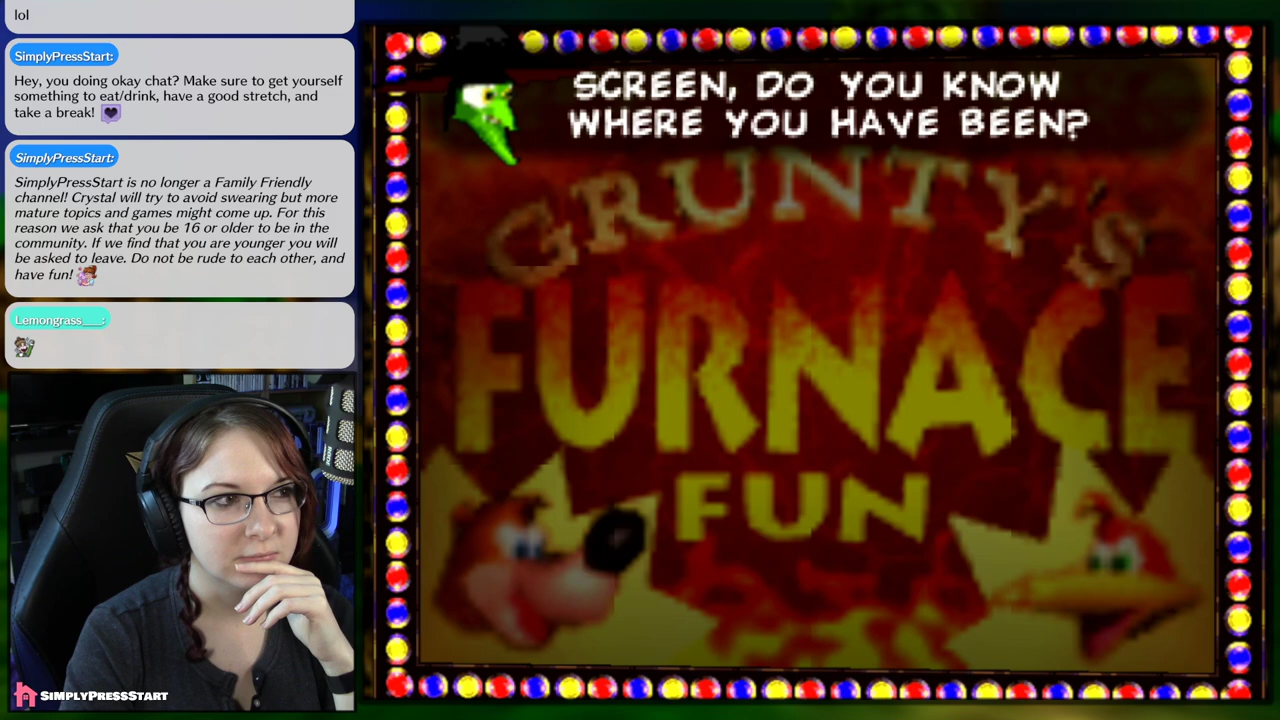 lol
SimplyPressStart:
Hey, you doing okay chat? Make sure to get yourself
something to eat/drink, have a good stretch, and
take a break!
SimplyPressStart:
SimplyPressStart is no longer a Family Friendly
channel! Crystal will try to avoid swearing but more
mature topics and games might come up. For this
reason we ask that you be 16 or older to be in the
community. If we find that you are younger you will
be asked to leave. Do not be rude to each other, and
have fun!
Lemongrass___:
SIMPLYPRESSSTART
SCREEN, DO YOU KNOW
WHERE YOU HAVE BEEN?
GRUNTY'S
FURNACE
FUN